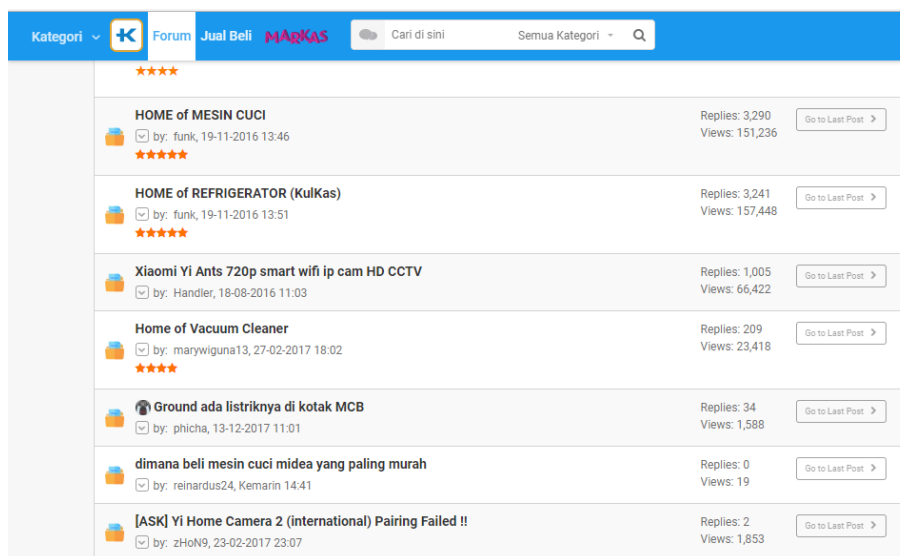 Kategori
K
Forum
Jual Beli
MARKAS
Cari di sini
Semua Kategori
HOME of MESIN CUCI
by: funk, 19-11-2016 13:46
Replies: 3,290
Views: 151,236
Go to Last Post
HOME of REFRIGERATOR (KulKas)
by: funk, 19-11-2016 13:51
Replies: 3,241
Views: 157,448
Go to Last Post
Xiaomi Yi Ants 720p smart wifi ip cam HD CCTV
by: Handler, 18-08-2016 11:03
Replies: 1,005
Views: 66,422
Go to Last Post
Home of Vacuum Cleaner
by: marywiguna13, 27-02-2017 18:02
Replies: 209
Views: 23,418
Go to Last Post
Ground ada listriknya di kotak MCB
by: phicha, 13-12-2017 11:01
Replies: 34
Views: 1,588
Go to Last Post
dimana beli mesin cuci midea yang paling murah
by: reinardus24, Kemarin 14:41
Replies: 0
Views: 19
Go to Last Post
[ASK] Yi Home Camera 2 (international) Pairing Failed !!
by: zHoN9, 23-02-2017 23:07
Replies: 2
Views: 1,853
Go to Last Post